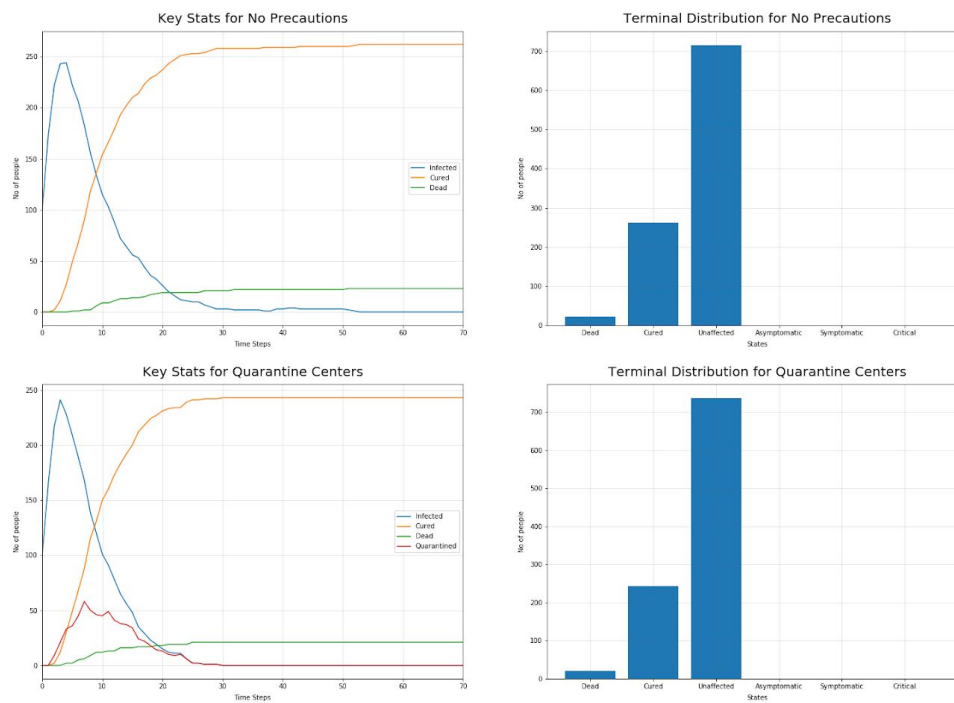 Key Stats for No Precautions
No of people
250
200
150
100
50
0
Infected
Cured
Dead
0 10 20 30 40 50 60 70
Time Steps
Terminal Distribution for No Precautions
No of people
700
600
500
400
300
200
100
0
Dead Cured Unaffected Asymptomatic Symptomatic Critical
States
Key Stats for Quarantine Centers
No of people
250
200
150
100
50
0
Infected
Cured
Dead
Quarantined
0 10 20 30 40 50 60 70
Time Steps
Terminal Distribution for Quarantine Centers
No of people
700
600
500
400
300
200
100
0
Dead Cured Unaffected Asymptomatic Symptomatic Critical
States